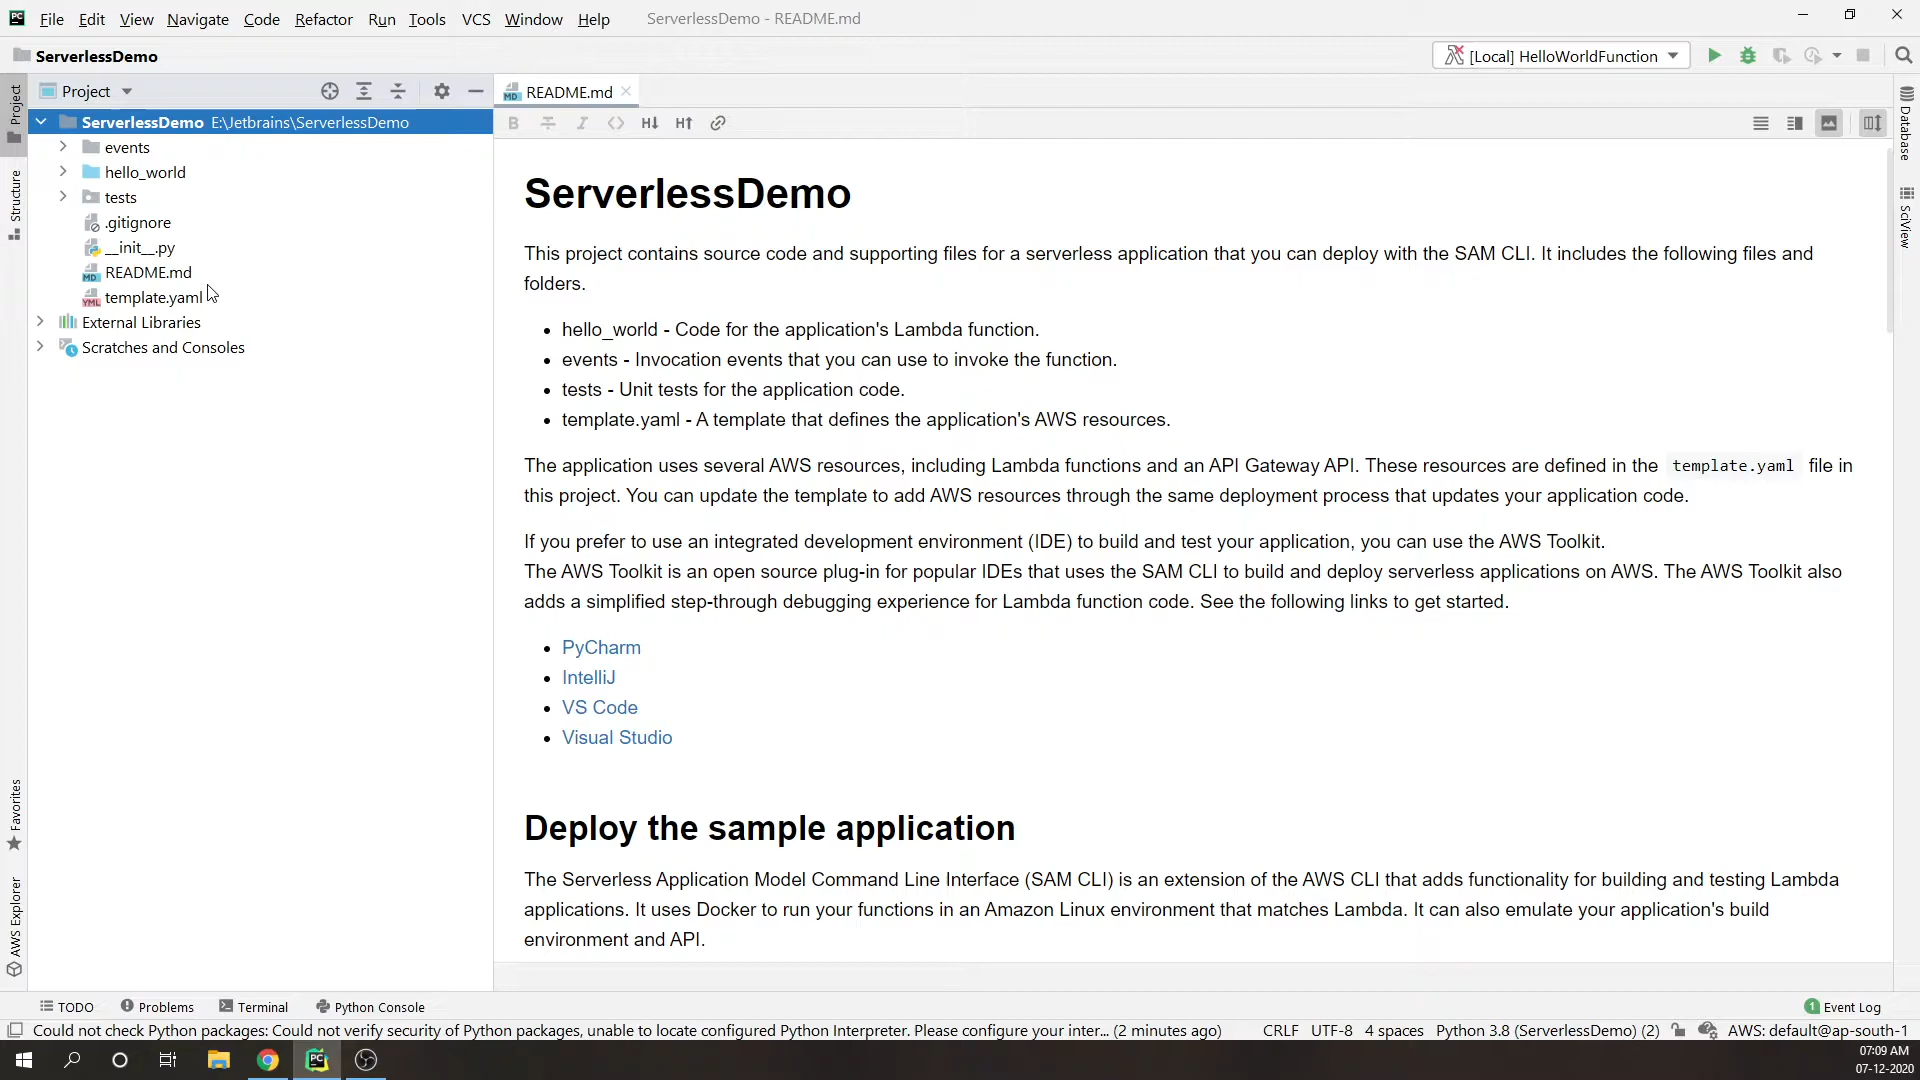 File Edit View Navigate Code Refactor Run Tools VCS Window Help ServerlessDemo - README.md
ServerlessDemo [Local] HelloWorldFunction
Project README.md
ServerlessDemo E:\Jetbrains\ServerlessDemo
events
hello_world
tests
.gitignore
__init__.py
README.md
template.yaml
External Libraries
Scratches and Consoles
Project
Structure
Favorites
AWS Explorer
ServerlessDemo
This project contains source code and supporting files for a serverless application that you can deploy with the SAM CLI. It includes the following files and
folders.
• hello_world - Code for the application's Lambda function.
• events - Invocation events that you can use to invoke the function.
• tests - Unit tests for the application code.
• template.yaml - A template that defines the application's AWS resources.
The application uses several AWS resources, including Lambda functions and an API Gateway API. These resources are defined in the template.yaml file in
this project. You can update the template to add AWS resources through the same deployment process that updates your application code.
If you prefer to use an integrated development environment (IDE) to build and test your application, you can use the AWS Toolkit.
The AWS Toolkit is an open source plug-in for popular IDEs that uses the SAM CLI to build and deploy serverless applications on AWS. The AWS Toolkit also
adds a simplified step-through debugging experience for Lambda function code. See the following links to get started.
• PyCharm
• IntelliJ
• VS Code
• Visual Studio
Deploy the sample application
The Serverless Application Model Command Line Interface (SAM CLI) is an extension of the AWS CLI that adds functionality for building and testing Lambda
applications. It uses Docker to run your functions in an Amazon Linux environment that matches Lambda. It can also emulate your application's build
environment and API.
Database
SciView
TODO Problems Terminal Python Console 1 Event Log
Could not check Python packages: Could not verify security of Python packages, unable to locate configured Python Interpreter. Please configure your inter... (2 minutes ago) CRLF UTF-8 4 spaces Python 3.8 (ServerlessDemo) (2) AWS: default@ap-south-1
07:09 AM
07-12-2020